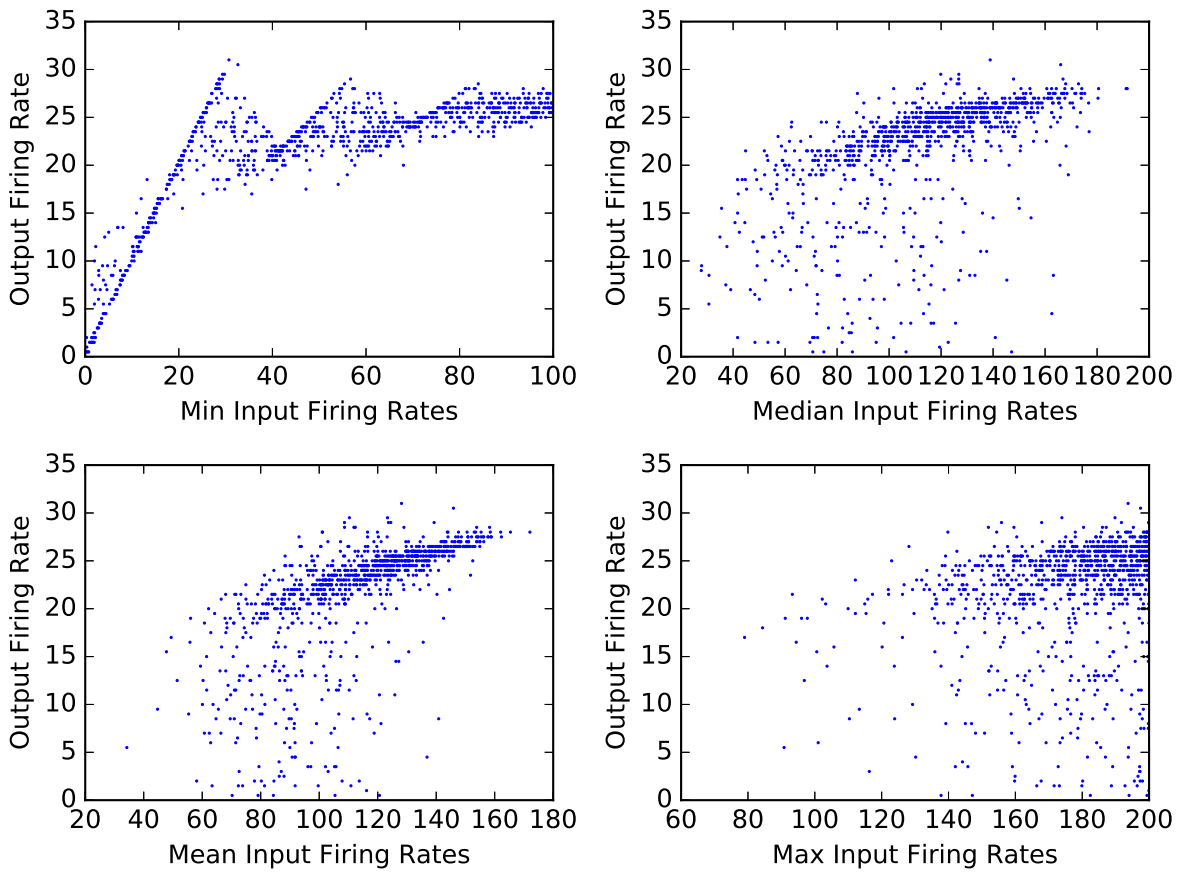 35
30
25
20
15
10
5
0
Output Firing Rate
0 20 40 60 80 100
Min Input Firing Rates
35
30
25
20
15
10
5
0
Output Firing Rate
20 40 60 80 100 120 140 160 180 200
Median Input Firing Rates
35
30
25
20
15
10
5
0
Output Firing Rate
20 40 60 80 100 120 140 160 180
Mean Input Firing Rates
35
30
25
20
15
10
5
0
Output Firing Rate
60 80 100 120 140 160 180 200
Max Input Firing Rates